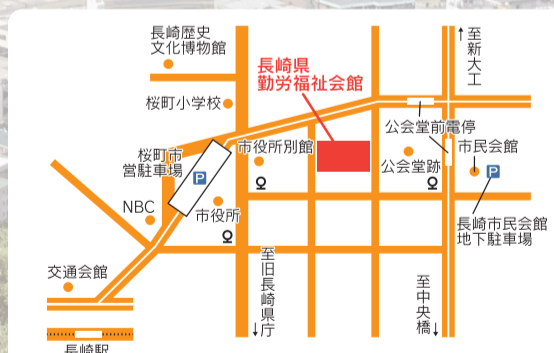 長崎歴史
文化博物館
↑至新大工
長崎県
勤労福祉会館
桜町小学校
公会堂前電停
桜町市
営駐車場
市役所別館
公会堂跡
市民会館
P
P
NBC
市役所
長崎市民会館
地下駐車場
交通会館
至旧長崎県庁↓
至中央橋↓
長崎駅